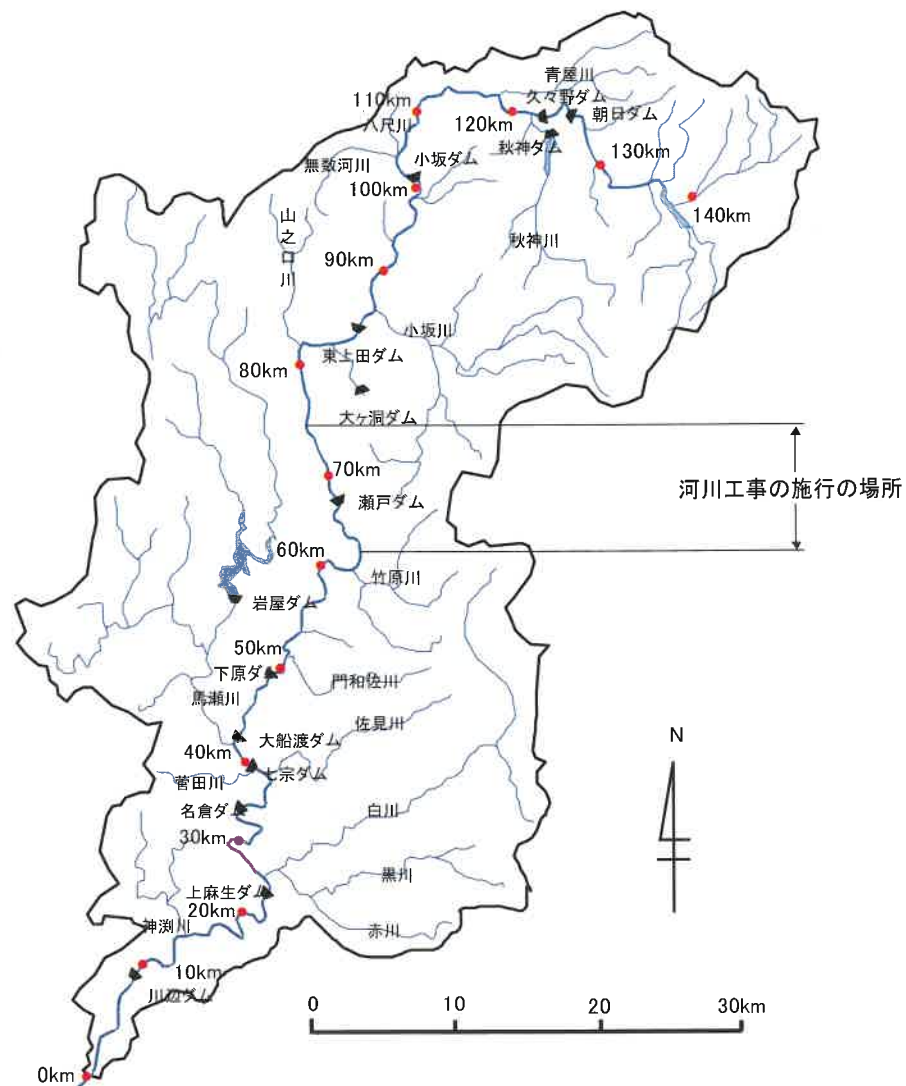 青屋川
久々野ダム
110km
朝日ダム
八尺川
120km
秋神ダム
無数河川
小坂ダム
130km
100km
140km
山之口川
秋神川
90km
小坂川
東上田ダム
80km
大ヶ洞ダム
70km
河川工事の施行の場所
瀬戸ダム
60km
竹原川
岩屋ダム
50km
下原ダム
門和佐川
馬瀬川
佐見川
大船渡ダム
N
40km
七宗ダム
菅田川
名倉ダム
白川
30km
黒川
上麻生ダム
20km
神渕川
赤川
10km
川辺ダム
0 10 20 30km
0km